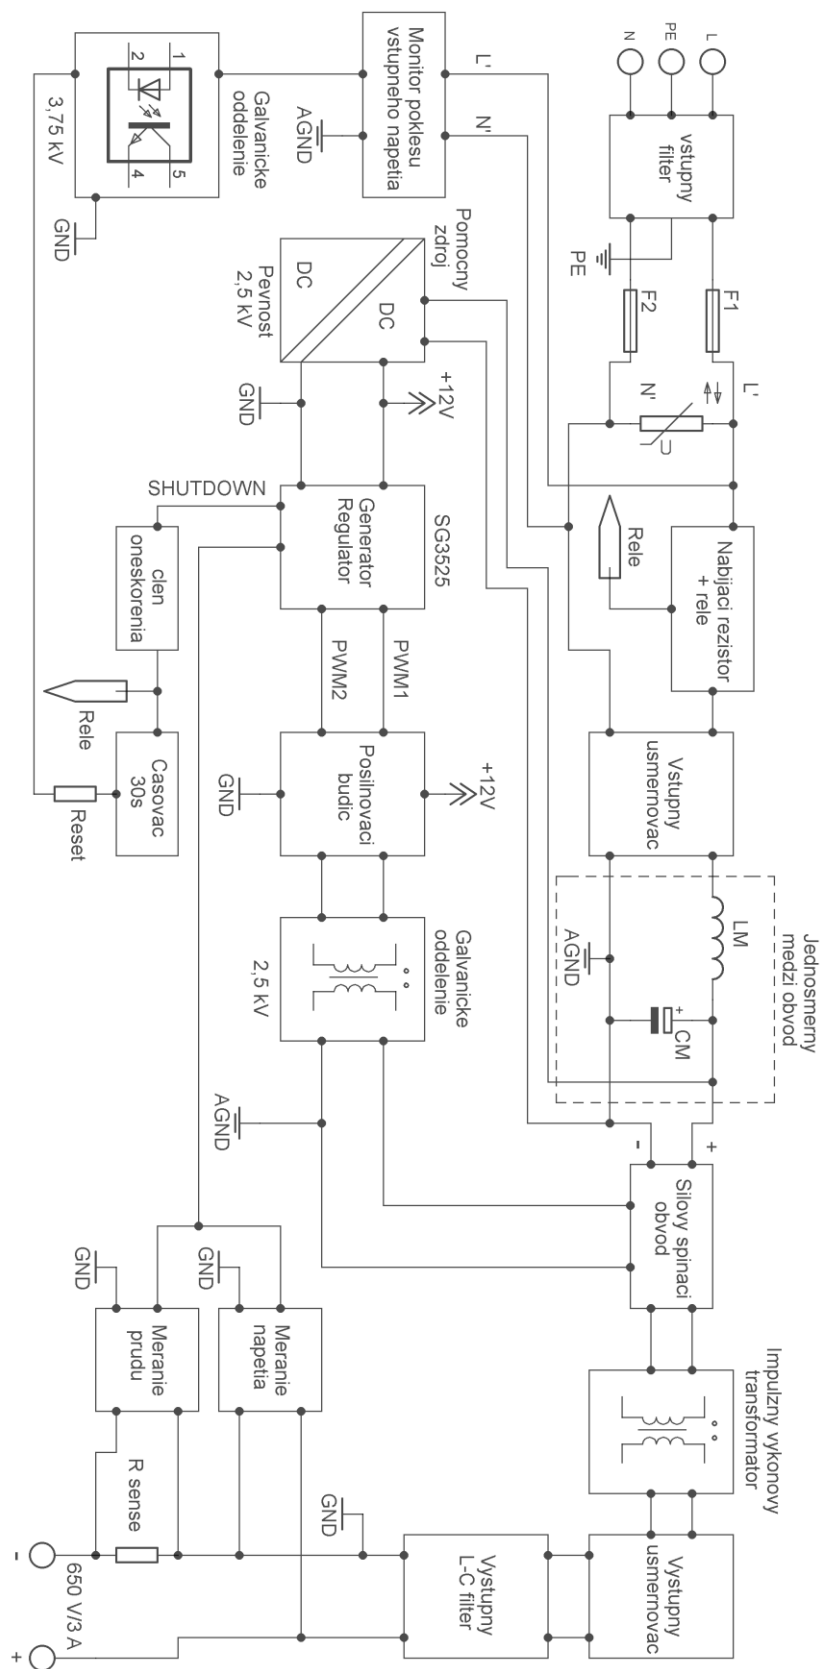 L
PE
N
vstupny
filter
PE
F1
F2
L'
N'
U
Nabijaci rezistor
+ rele
Rele
Vstupny
usmernovac
Jednosmerny
medzi obvod
LM
+
CM
AGND
+
-
Silovy spinaci
obvod
Impulzny vykonovy
transformator
Vystupny
usmernovac
Monitor poklesu
vstupneho napetia
L'
N'
AGND
Pomocny
zdroj
DC
DC
Pevnost
2,5 kV
+12V
GND
SG3525
Generator
Regulator
PWM1
PWM2
+12V
Posilnovaci
budic
GND
Galvanicke
oddelenie
2,5 kV
AGND
Vystupny
L-C filter
GND
Galvanicke
oddelenie
1
2
5
4
3,75 kV
GND
SHUTDOWN
clen
oneskorenia
Rele
Casovac
30s
Reset
GND
Meranie
napetia
GND
Meranie
prudu
R sense
650 V/3 A
-
+